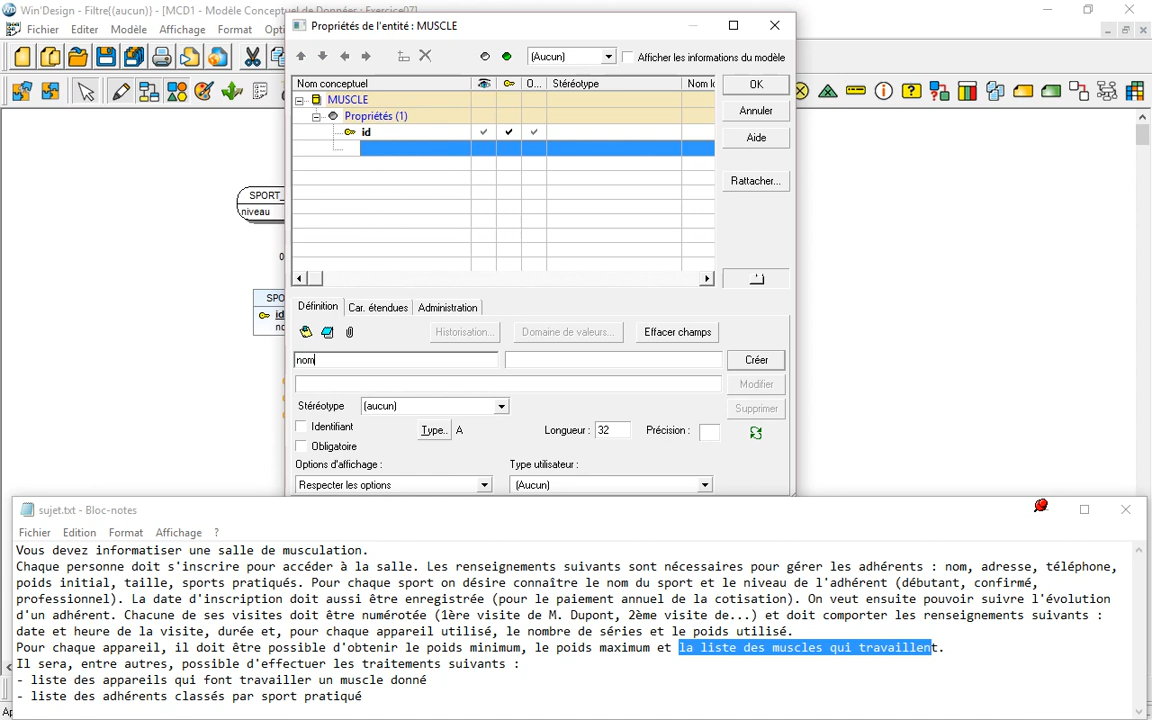 Win'Design - Filtre{(aucun)} - [MCD1 - Modèle Conceptuel de Données : Exercice07]
Fichier Editer Modèle Affichage Format
Propriétés de l'entité : MUSCLE
(Aucun) Afficher les informations du modèle
Nom conceptuel O... Stéréotype Nom lo
OK
MUSCLE
Annuler
Propriétés (1)
id
Aide
Rattacher...
SPORT_
niveau
0
SPO
id
no
Définition Car. étendues Administration
Historisation... Domaine de valeurs... Effacer champs
nom Créer
Modifier
Stéréotype (aucun) Supprimer
Identifiant Type.. A Longueur : 32 Précision :
Obligatoire
Options d'affichage : Type utilisateur :
Respecter les options (Aucun)
sujet.txt - Bloc-notes
Fichier Edition Format Affichage ?
Vous devez informatiser une salle de musculation.
Chaque personne doit s'inscrire pour accéder à la salle. Les renseignements suivants sont nécessaires pour gérer les adhérents : nom, adresse, téléphone,
poids initial, taille, sports pratiqués. Pour chaque sport on désire connaître le nom du sport et le niveau de l'adhérent (débutant, confirmé,
professionnel). La date d'inscription doit aussi être enregistrée (pour le paiement annuel de la cotisation). On veut ensuite pouvoir suivre l'évolution
d'un adhérent. Chacune de ses visites doit être numérotée (1ère visite de M. Dupont, 2ème visite de...) et doit comporter les renseignements suivants :
date et heure de la visite, durée et, pour chaque appareil utilisé, le nombre de séries et le poids utilisé.
Pour chaque appareil, il doit être possible d'obtenir le poids minimum, le poids maximum et la liste des muscles qui travaillent.
Il sera, entre autres, possible d'effectuer les traitements suivants :
- liste des appareils qui font travailler un muscle donné
- liste des adhérents classés par sport pratiqué